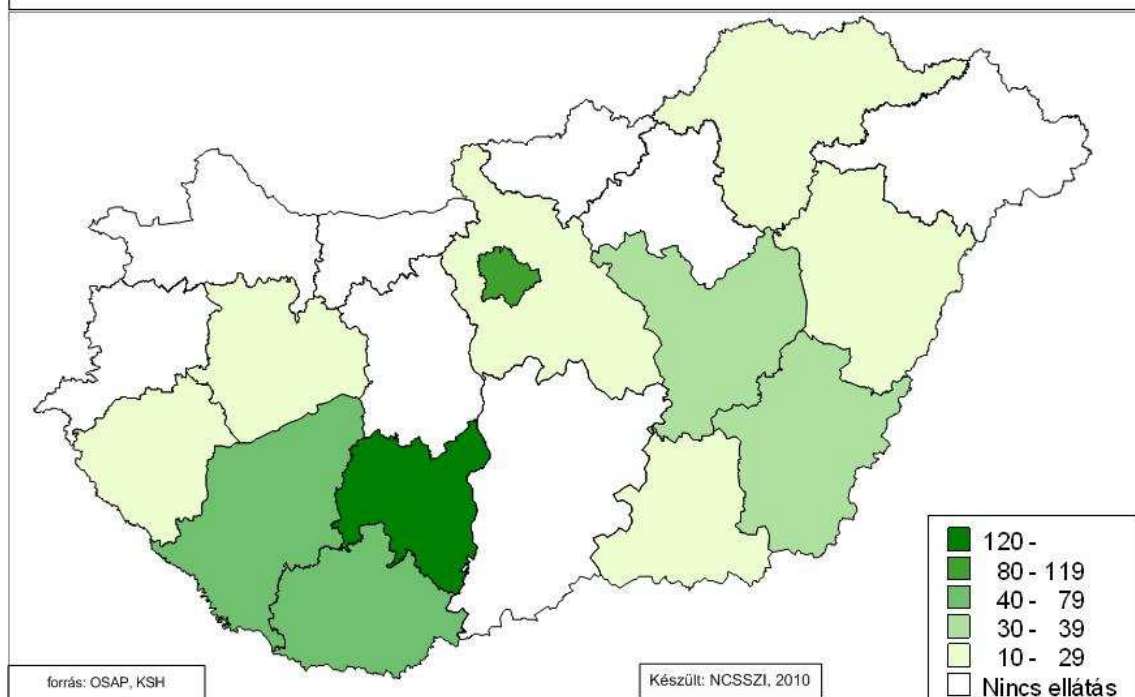 120 -
80 - 119
40 - 79
30 - 39
10 - 29
Nincs ellátás
forrás: OSAP, KSH
Készült: NCSSZI, 2010